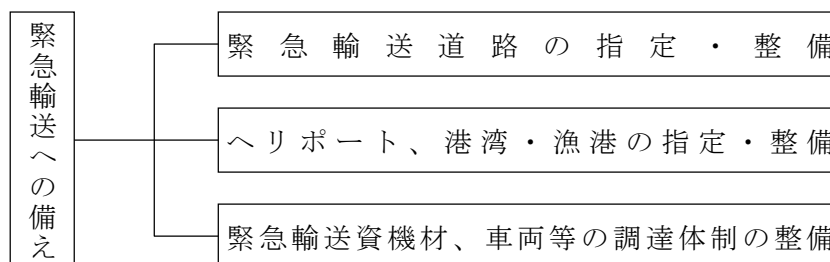 緊急輸送への備え
緊急輸送道路の指定・整備
ヘリポート、港湾・漁港の指定・整備
緊急輸送資機材、車両等の調達体制の整備